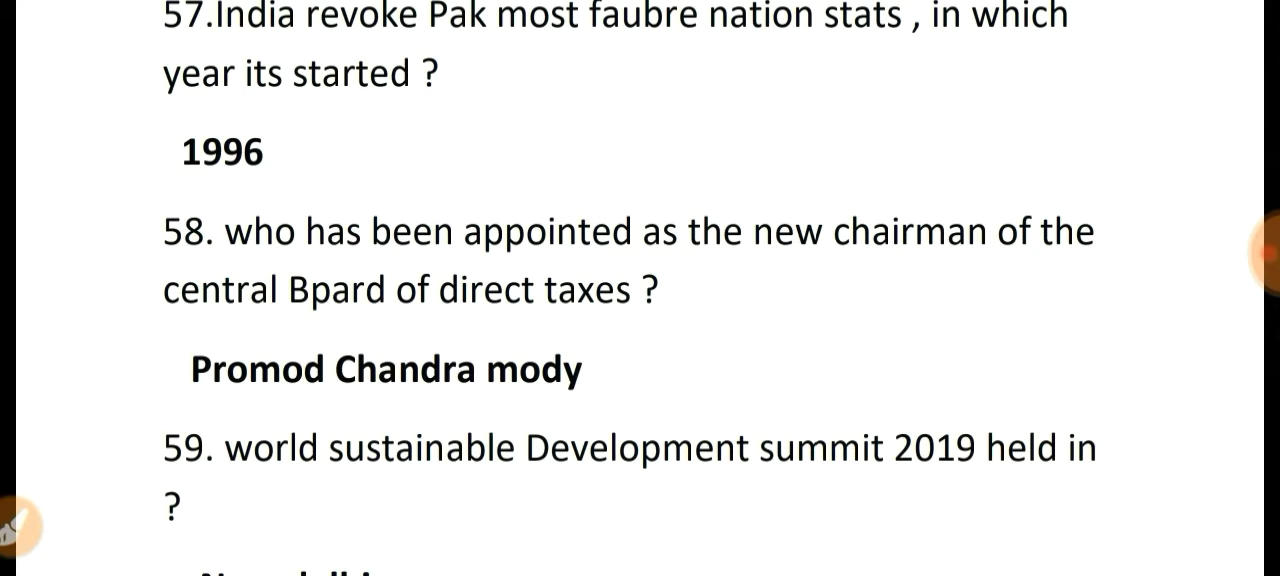 57.India revoke Pak most faubre nation stats , in which
year its started ?
1996
58. who has been appointed as the new chairman of the
central Bpard of direct taxes ?
Promod Chandra mody
59. world sustainable Development summit 2019 held in
?